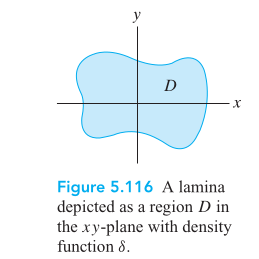 y
D
x
Figure 5.116 A lamina
depicted as a region D in
the xy-plane with density
function δ.